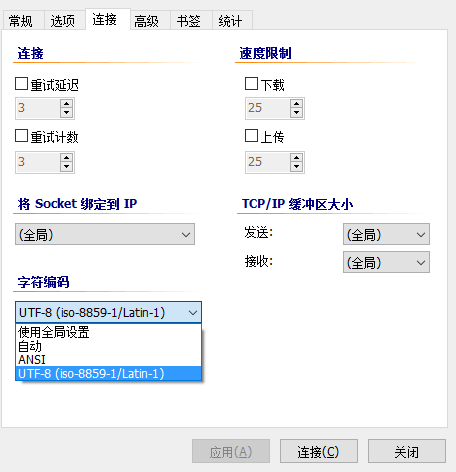 常规 选项 连接 高级 书签 统计
连接
重试延迟
3
重试计数
3
速度限制
下载
25
上传
25
将 Socket 绑定到 IP
(全局)
TCP/IP 缓冲区大小
发送: (全局)
接收: (全局)
字符编码
UTF-8 (iso-8859-1/Latin-1)
使用全局设置
自动
ANSI
UTF-8 (iso-8859-1/Latin-1)
应用(A) 连接(C) 关闭